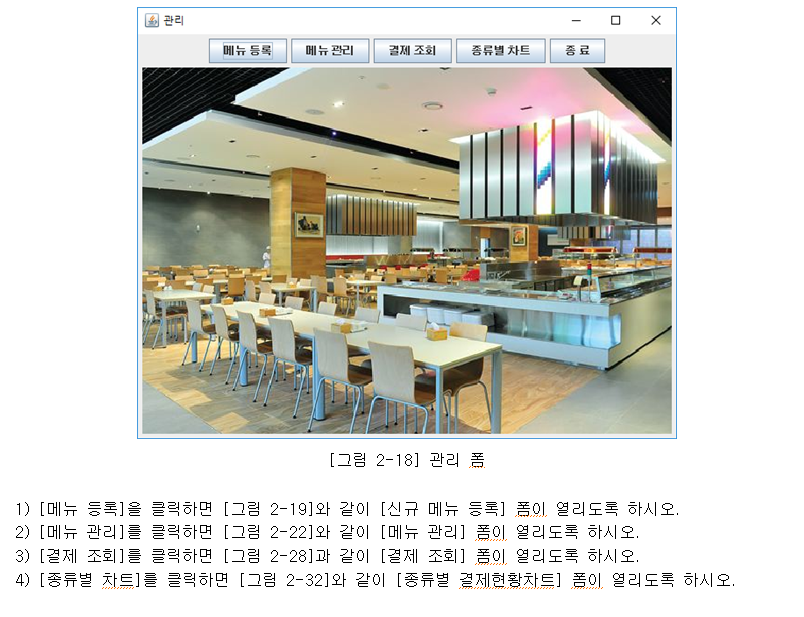 관리
메뉴 등록 메뉴 관리 결제 조회 종류별 차트 종 료
[그림 2-18] 관리 폼
1) [메뉴 등록]을 클릭하면 [그림 2-19]와 같이 [신규 메뉴 등록] 폼이 열리도록 하시오.
2) [메뉴 관리]를 클릭하면 [그림 2-22]와 같이 [메뉴 관리] 폼이 열리도록 하시오.
3) [결제 조회]를 클릭하면 [그림 2-28]과 같이 [결제 조회] 폼이 열리도록 하시오.
4) [종류별 차트]를 클릭하면 [그림 2-32]와 같이 [종류별 결제현황차트] 폼이 열리도록 하시오.